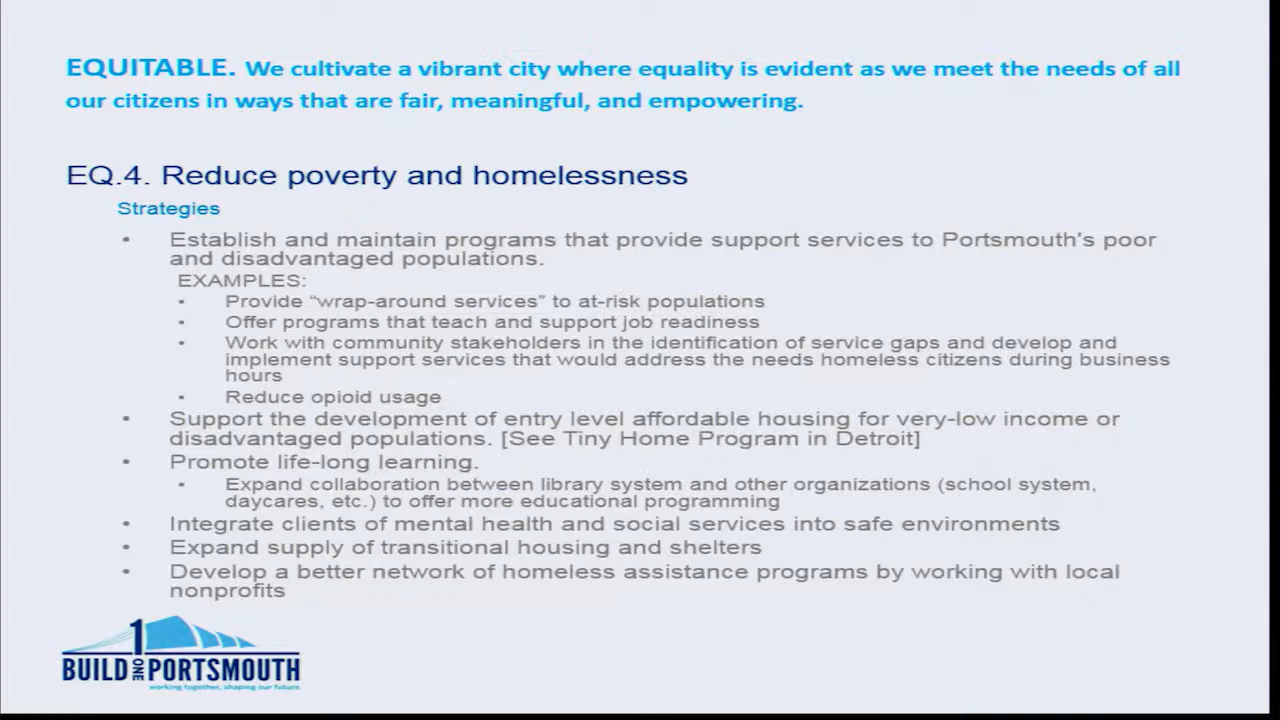 EQUITABLE. We cultivate a vibrant city where equality is evident as we meet the needs of all
our citizens in ways that are fair, meaningful, and empowering.
EQ.4. Reduce poverty and homelessness
Strategies
• Establish and maintain programs that provide support services to Portsmouth's poor
and disadvantaged populations.
EXAMPLES:
• Provide “wrap-around services” to at-risk populations
• Offer programs that teach and support job readiness
• Work with community stakeholders in the identification of service gaps and develop and
implement support services that would address the needs homeless citizens during business
hours
• Reduce opioid usage
• Support the development of entry level affordable housing for very-low income or
disadvantaged populations. [See Tiny Home Program in Detroit]
• Promote life-long learning.
• Expand collaboration between library system and other organizations (school system,
daycares, etc.) to offer more educational programming
• Integrate clients of mental health and social services into safe environments
• Expand supply of transitional housing and shelters
• Develop a better network of homeless assistance programs by working with local
nonprofits
BUILD 1 ONE PORTSMOUTH
working together, shaping our future